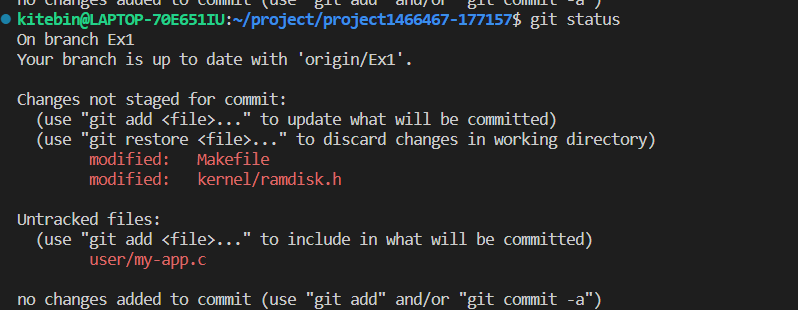 no changes added to commit (use "git add" and/or "git commit -a")
kitebin@LAPTOP-70E651IU:~/project/project1466467-177157$ git status
On branch Ex1
Your branch is up to date with 'origin/Ex1'.
Changes not staged for commit:
  (use "git add <file>..." to update what will be committed)
  (use "git restore <file>..." to discard changes in working directory)
        modified:   Makefile
        modified:   kernel/ramdisk.h
Untracked files:
  (use "git add <file>..." to include in what will be committed)
        user/my-app.c
no changes added to commit (use "git add" and/or "git commit -a")